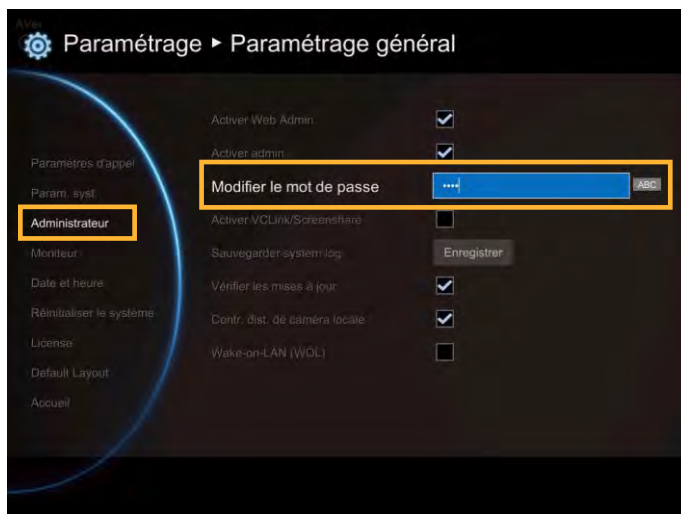 AVer
Paramétrage ▸ Paramétrage général
Activer Web Admin
Activer admin
Paramètres d'appel
Modifier le mot de passe •••• ABC
Param. syst.
Administrateur
Activer VCLink/Screenshare
Moniteur
Sauvegarder system log Enregistrer
Date et heure
Vérifier les mises à jour
Réinitialiser le système
Contr. dist. de caméra locale
License
Wake-on-LAN (WOL)
Default Layout
Accueil